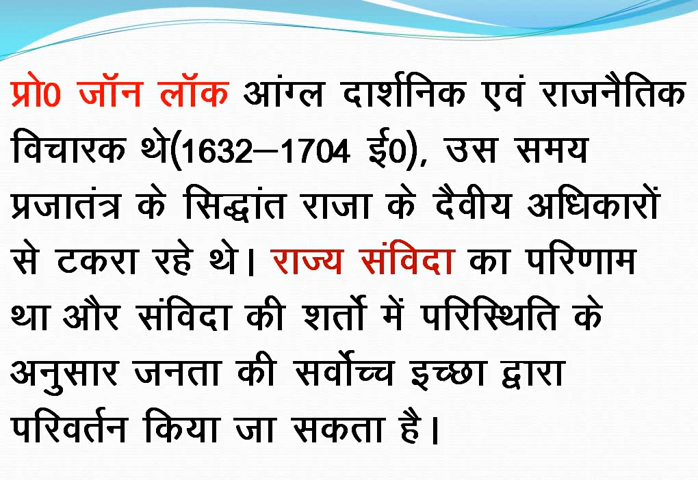 प्रो0 जॉन लॉक आंग्ल दार्शनिक एवं राजनैतिक
विचारक थे(1632–1704 ई0), उस समय
प्रजातंत्र के सिद्धांत राजा के दैवीय अधिकारों
से टकरा रहे थे। राज्य संविदा का परिणाम
था और संविदा की शर्तो में परिस्थिति के
अनुसार जनता की सर्वोच्च इच्छा द्वारा
परिवर्तन किया जा सकता है।